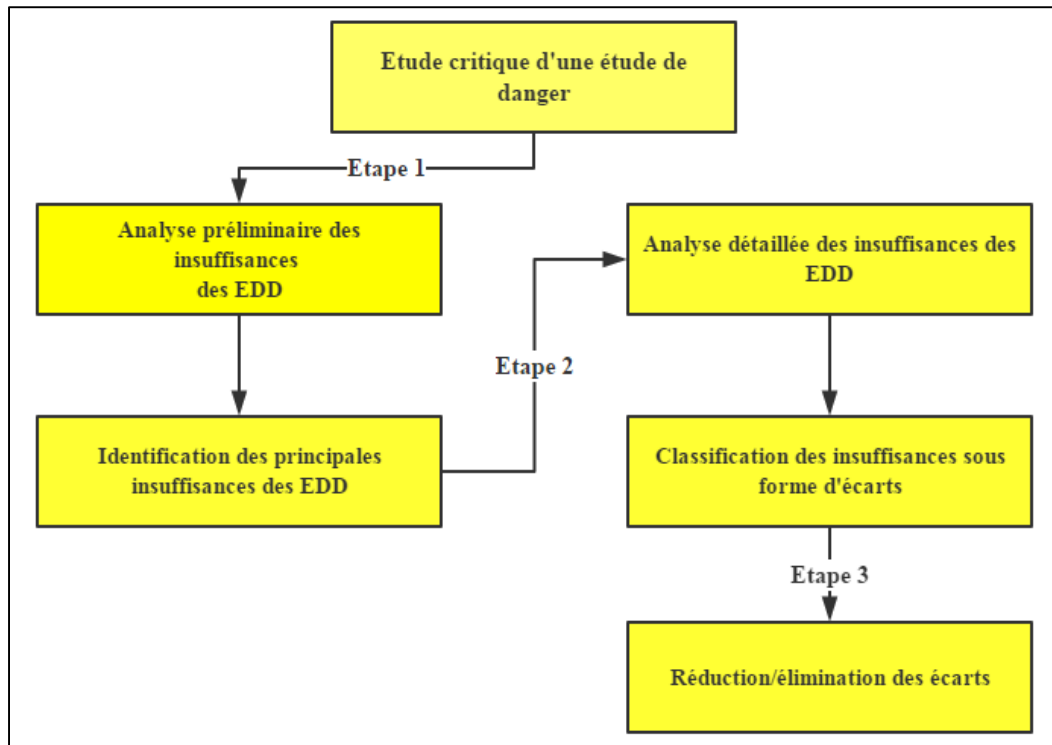 Etude critique d'une étude de
danger
Etape 1
Analyse préliminaire des
insuffisances
des EDD
Identification des principales
insuffisances des EDD
Etape 2
Analyse détaillée des insuffisances des
EDD
Classification des insuffisances sous
forme d'écarts
Etape 3
Réduction/élimination des écarts